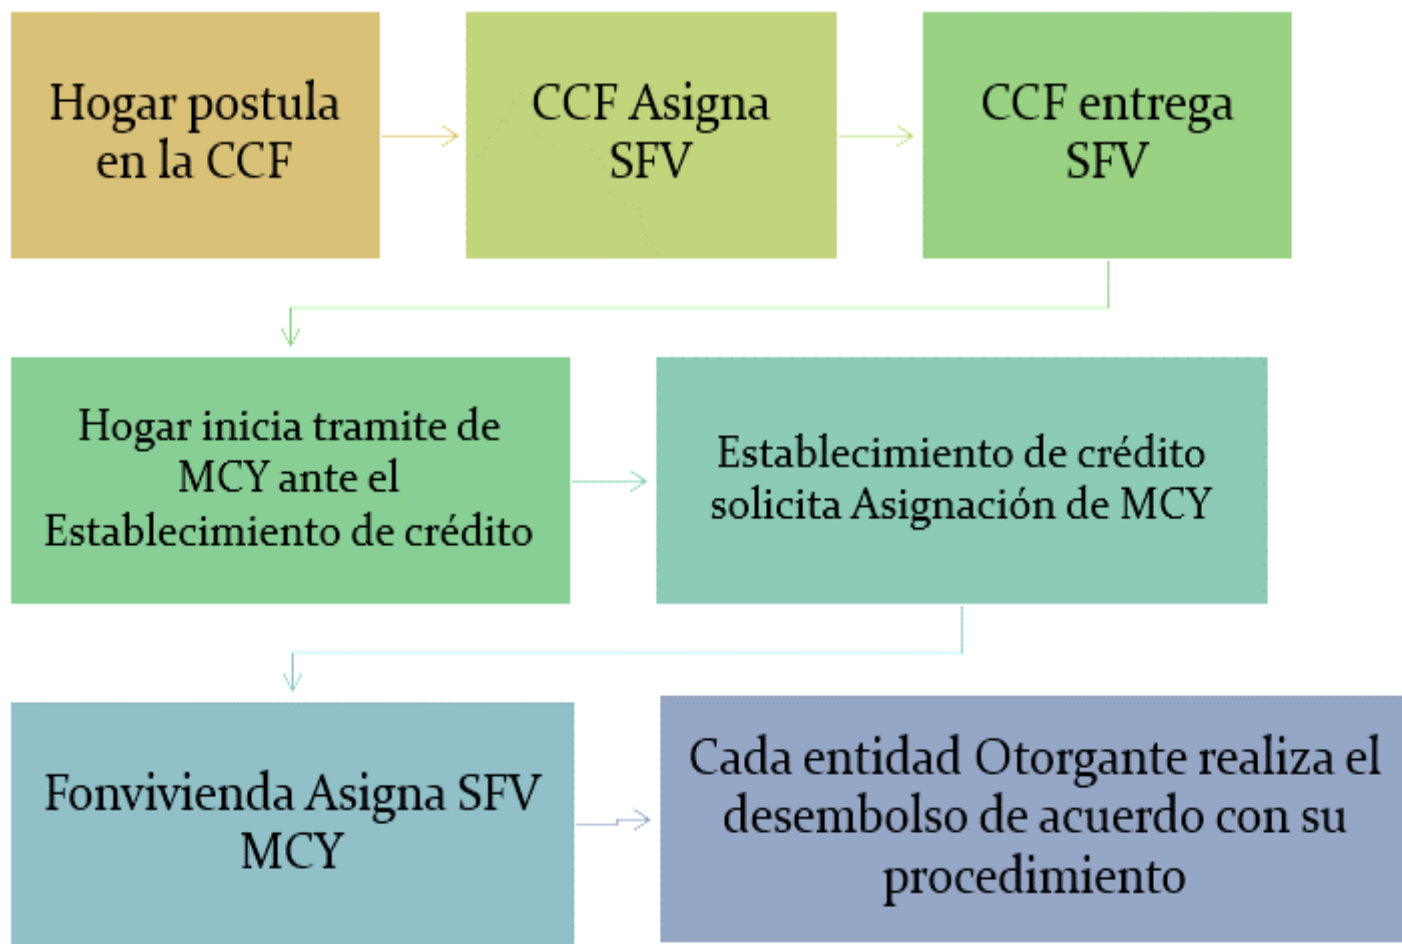 Hogar postula
en la CCF
CCF Asigna
SFV
CCF entrega
SFV
Hogar inicia tramite de
MCY ante el
Establecimiento de crédito
Establecimiento de crédito
solicita Asignación de MCY
Fonvivienda Asigna SFV
MCY
Cada entidad Otorgante realiza el
desembolso de acuerdo con su
procedimiento